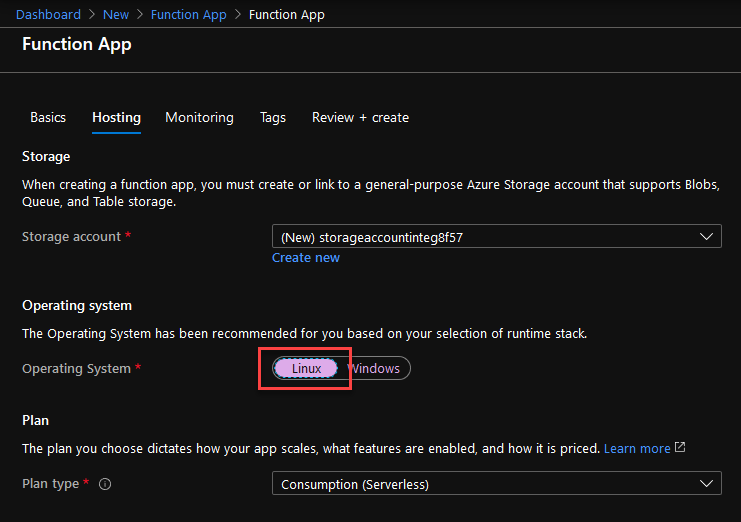 Dashboard > New > Function App > Function App
Function App
Basics Hosting Monitoring Tags Review + create
Storage
When creating a function app, you must create or link to a general-purpose Azure Storage account that supports Blobs,
Queue, and Table storage.
Storage account * (New) storageaccountinteg8f57
Create new
Operating system
The Operating System has been recommended for you based on your selection of runtime stack.
Operating System * Linux Windows
Plan
The plan you choose dictates how your app scales, what features are enabled, and how it is priced. Learn more
Plan type * Consumption (Serverless)